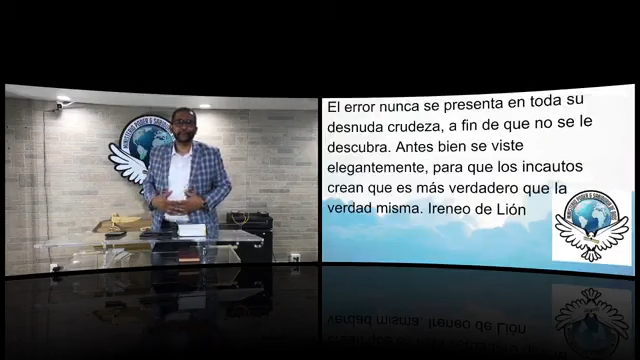 El error nunca se presenta en toda su
desnuda crudeza, a fin de que no se le
descubra. Antes bien se viste
elegantemente, para que los incautos
crean que es más verdadero que la
verdad misma. Ireneo de Lión